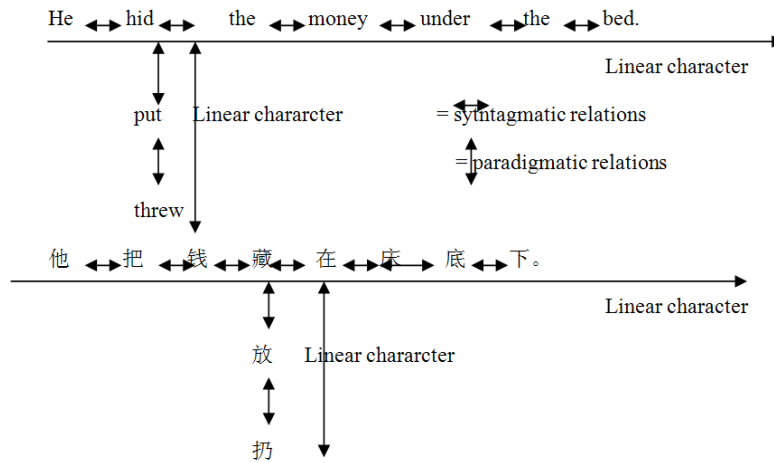 He hid the money under the bed.
Linear character
put Linear chararcter = sytntagmatic relations
= paradigmatic relations
threw
他 把 钱 藏 在 床 底 下。
Linear character
放 Linear chararcter
扔